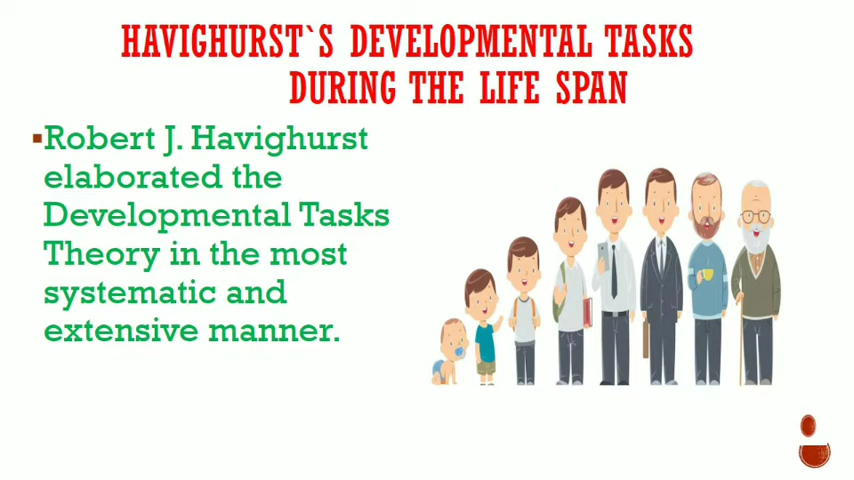 HAVIGHURST`S DEVELOPMENTAL TASKS
DURING THE LIFE SPAN
▪Robert J. Havighurst
elaborated the
Developmental Tasks
Theory in the most
systematic and
extensive manner.